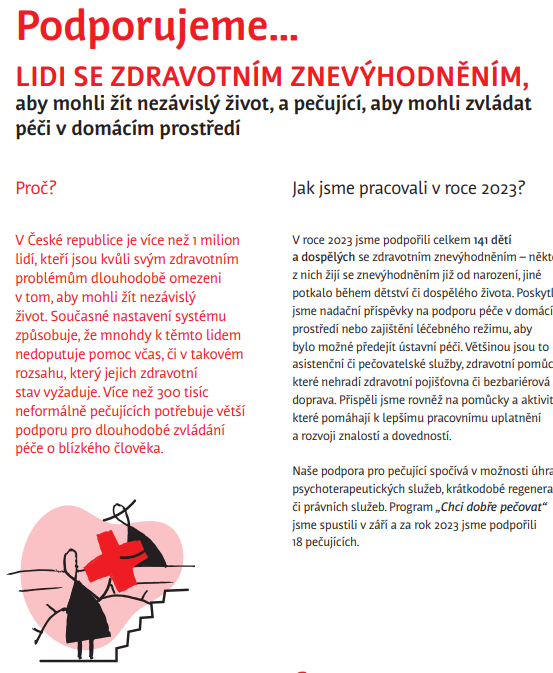 Podporujeme...
LIDI SE ZDRAVOTNÍM ZNEVÝHODNĚNÍM,
aby mohli žít nezávislý život, a pečující, aby mohli zvládat
péči v domácím prostředí
Proč?
V České republice je více než 1 milion
lidí, kteří jsou kvůli svým zdravotním
problémům dlouhodobě omezeni
v tom, aby mohli žít nezávislý
život. Současné nastavení systému
způsobuje, že mnohdy k těmto lidem
nedoputuje pomoc včas, či v takovém
rozsahu, který jejich zdravotní
stav vyžaduje. Více než 300 tisíc
neformálně pečujících potřebuje větší
podporu pro dlouhodobé zvládání
péče o blízkého člověka.
Jak jsme pracovali v roce 2023?
V roce 2023 jsme podpořili celkem 141 dětí
a dospělých se zdravotním znevýhodněním –
z nich žijí se znevýhodněním již od narození, jiné
potkalo během dětství či dospělého života.
jsme nadační příspěvky na podporu péče v
prostředí nebo zajištění léčebného režimu, aby
bylo možné předejít ústavní péči. Většinou jsou to
asistenční či pečovatelské služby, zdravotní
které nehradí zdravotní pojišťovna či bezbariérová
doprava. Přispěli jsme rovněž na pomůcky a
které pomáhají k lepšímu pracovnímu uplatnění
a rozvoji znalostí a dovedností.
Naše podpora pro pečující spočívá v možnosti
psychoterapeutických služeb, krátkodobé
či právních služeb. Program „Chci dobře pečovat“
jsme spustili v září a za rok 2023 jsme podpořili
18 pečujících.